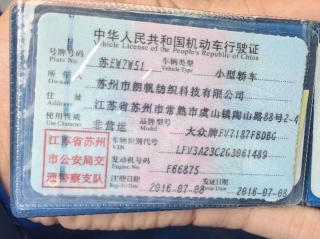 中华人民共和国机动车行驶证
Vehicle License of the People's Republic of China
号牌号码 苏EW7W51 车辆类型 小型轿车
Plate No. Vehicle Type
所有人 苏州市朗帆纺织科技有限公司
Owner
住址 江苏省苏州市常熟市虞山镇陶山路88号2-4
Address
使用性质 非营运 品牌型号 大众牌FV7187FBDBG
Use Character Model
江苏省苏州市公安局交通警察支队
车辆识别代号 LFV3A23C2G3061489
VIN
发动机号码 F66875
Engine No.
注册日期 2016-07-08 发证日期 2016-07-08
Register Date Issue Date